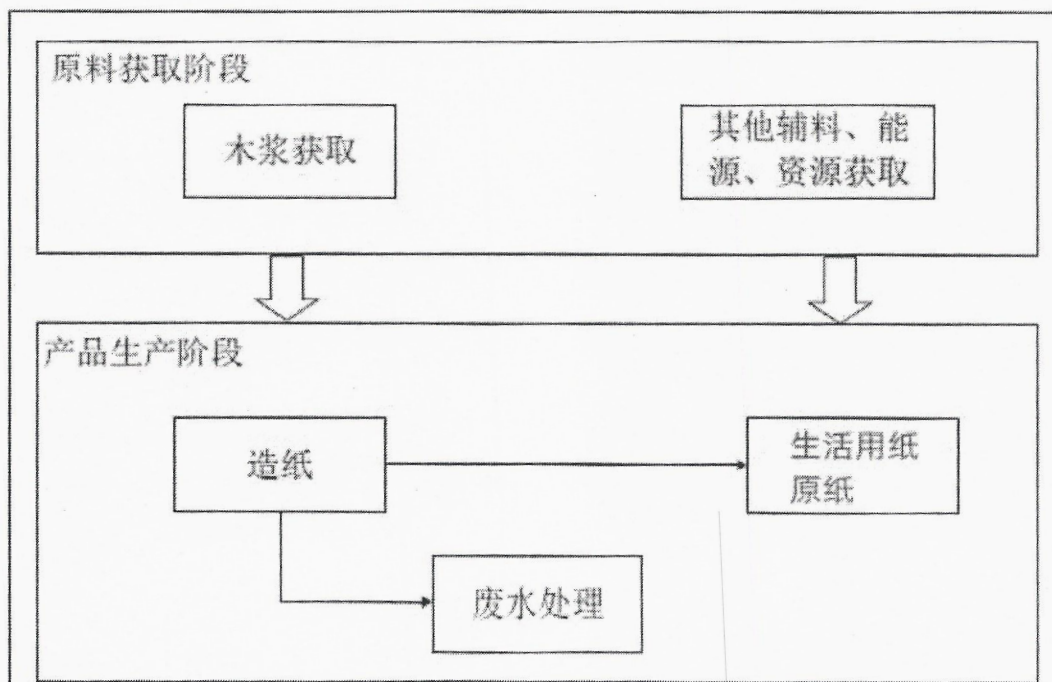 原料获取阶段
木浆获取
其他辅料、能
源、资源获取
产品生产阶段
造纸
生活用纸
原纸
废水处理